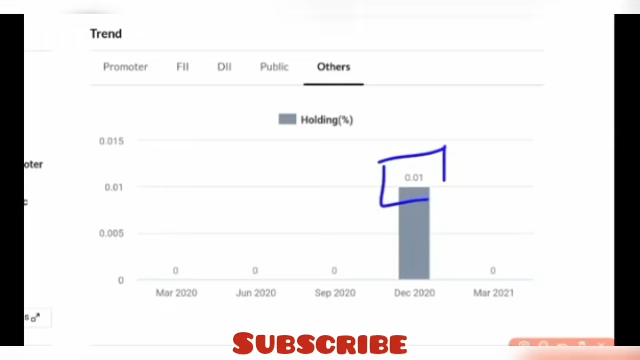 Trend
Promoter FII DII Public Others
Holding(%)
0.015
oter
0.01
0.01
c
0.005
0 0 0 0
0
Mar 2020 Jun 2020 Sep 2020 Dec 2020 Mar 2021
s
SUBSCRIBE